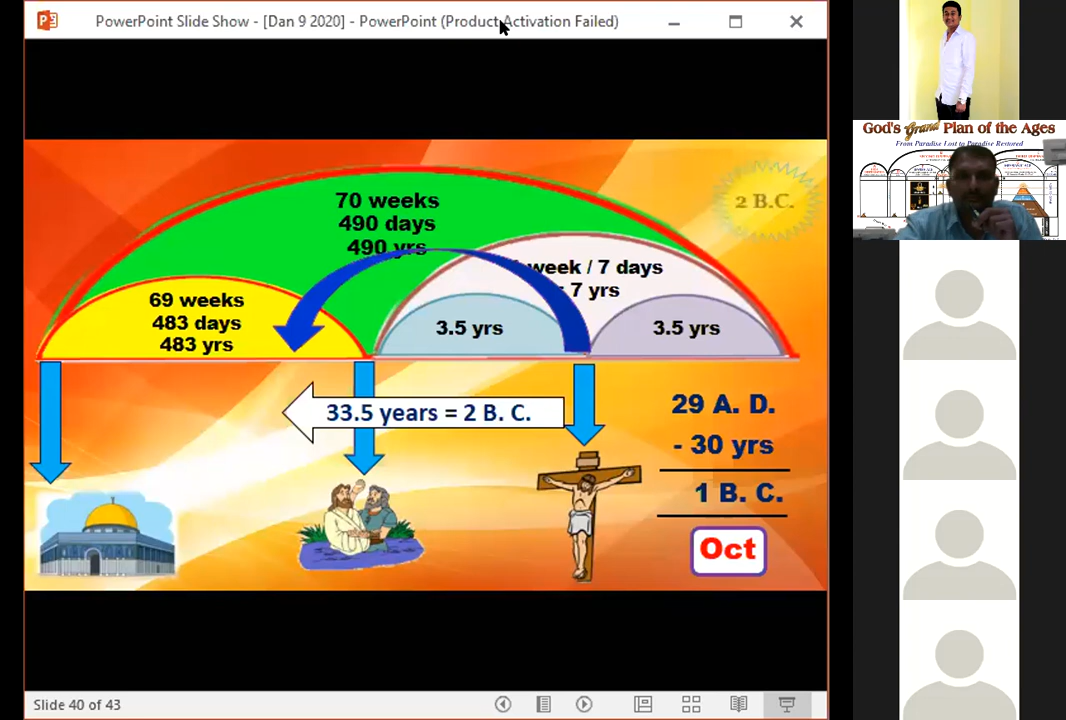 PowerPoint Slide Show - [Dan 9 2020] - PowerPoint (Product Activation Failed)
God's Grand Plan of the Ages
From Paradise Lost to Paradise Restored
2 B.C.
70 weeks
490 days
490 yrs
week / 7 days
7 yrs
69 weeks
483 days
483 yrs
3.5 yrs
3.5 yrs
33.5 years = 2 B. C.
29 A. D.
- 30 yrs
1 B. C.
Oct
Slide 40 of 43